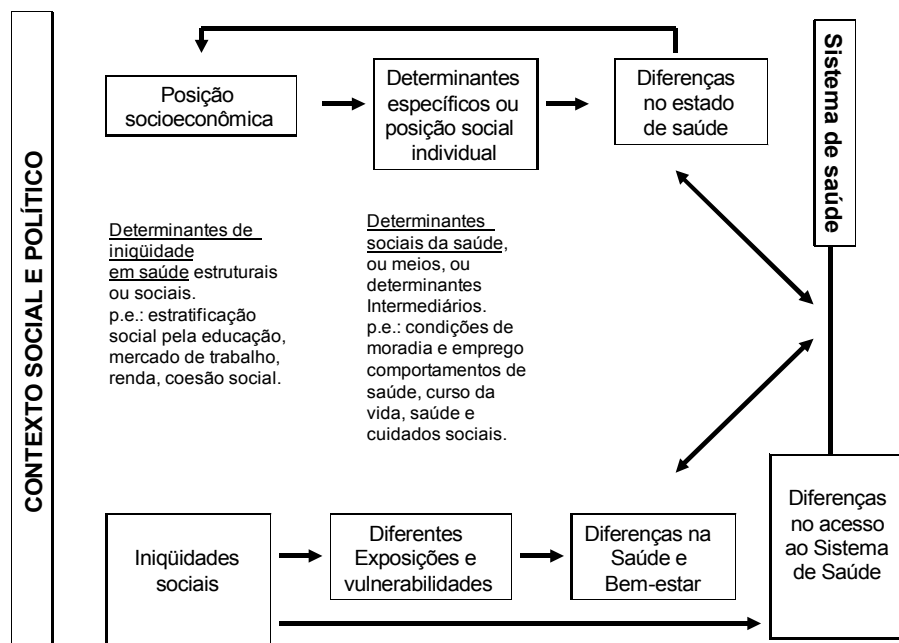 CONTEXTO SOCIAL E POLÍTICO
Posição
socioeconômica
Determinantes
específicos ou
posição social
individual
Diferenças
no estado
de saúde
Sistema de saúde
Determinantes de
iniqüidade
em saúde estruturais
ou sociais.
p.e.: estratificação
social pela educação,
mercado de trabalho,
renda, coesão social.
Determinantes
sociais da saúde,
ou meios, ou
determinantes
Intermediários.
p.e.: condições de
moradia e emprego
comportamentos de
saúde, curso da
vida, saúde e
cuidados sociais.
Iniqüidades
sociais
Diferentes
Exposições e
vulnerabilidades
Diferenças na
Saúde e
Bem-estar
Diferenças
no acesso
ao Sistema
de Saúde